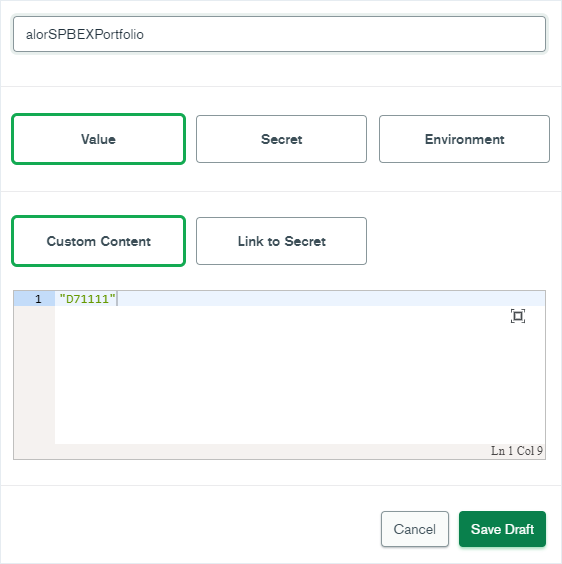 alorSPBEXPortfolio
Value Secret Environment
Custom Content Link to Secret
1 "D71111"
Ln 1 Col 9
Cancel Save Draft